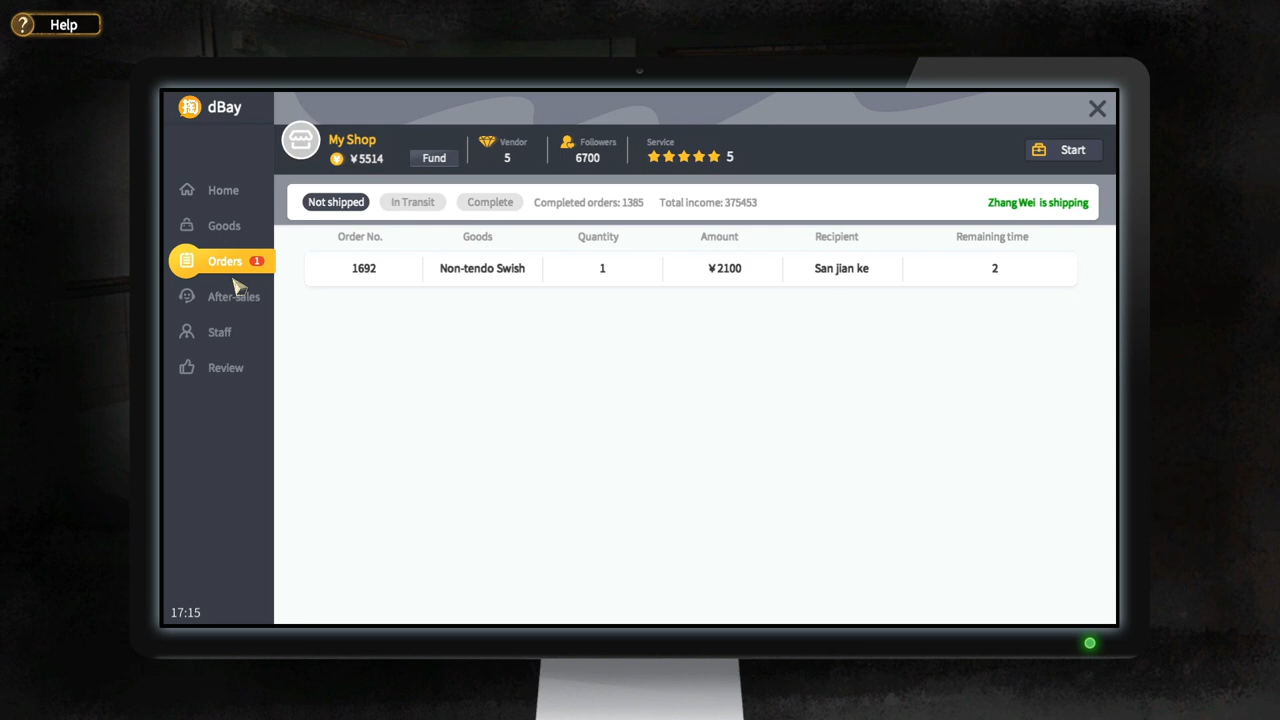 Help
掏 dBay
My Shop
¥5514
Fund
Vendor
5
Followers
6700
Service
5
Start
Home
Goods
Orders 1
After-sales
Staff
Review
Not shipped In Transit Complete Completed orders: 1385 Total income: 375453 Zhang Wei is shipping
Order No. Goods Quantity Amount Recipient Remaining time
1692 Non-tendo Swish 1 ¥2100 San jian ke 2
17:15